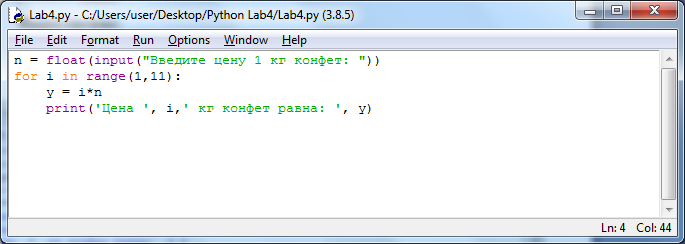 Lab4.py - C:/Users/user/Desktop/Python Lab4/Lab4.py (3.8.5)
File Edit Format Run Options Window Help
n = float(input("Введите цену 1 кг конфет: "))
for i in range(1,11):
    y = i*n
    print('Цена ', i,' кг конфет равна: ', y)
Ln: 4 Col: 44